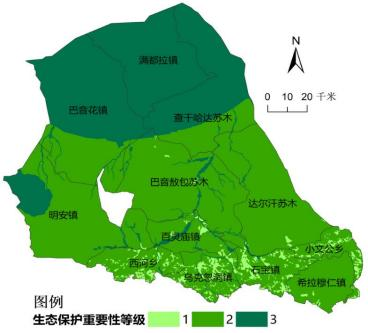 N
0 10 20 千米
满都拉镇
巴音花镇
查干哈达苏木
巴音敖包苏木
明安镇
达尔汗苏木
百灵庙镇
小文公乡
西河乡
石宝镇
乌克忽洞镇
希拉穆仁镇
图例
生态保护重要性等级 1 2 3